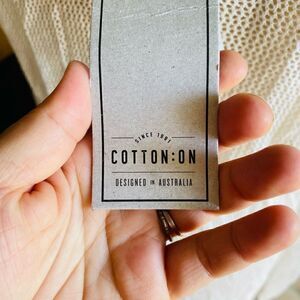 SINCE 1991
COTTON:ON
DESIGNED IN AUSTRALIA